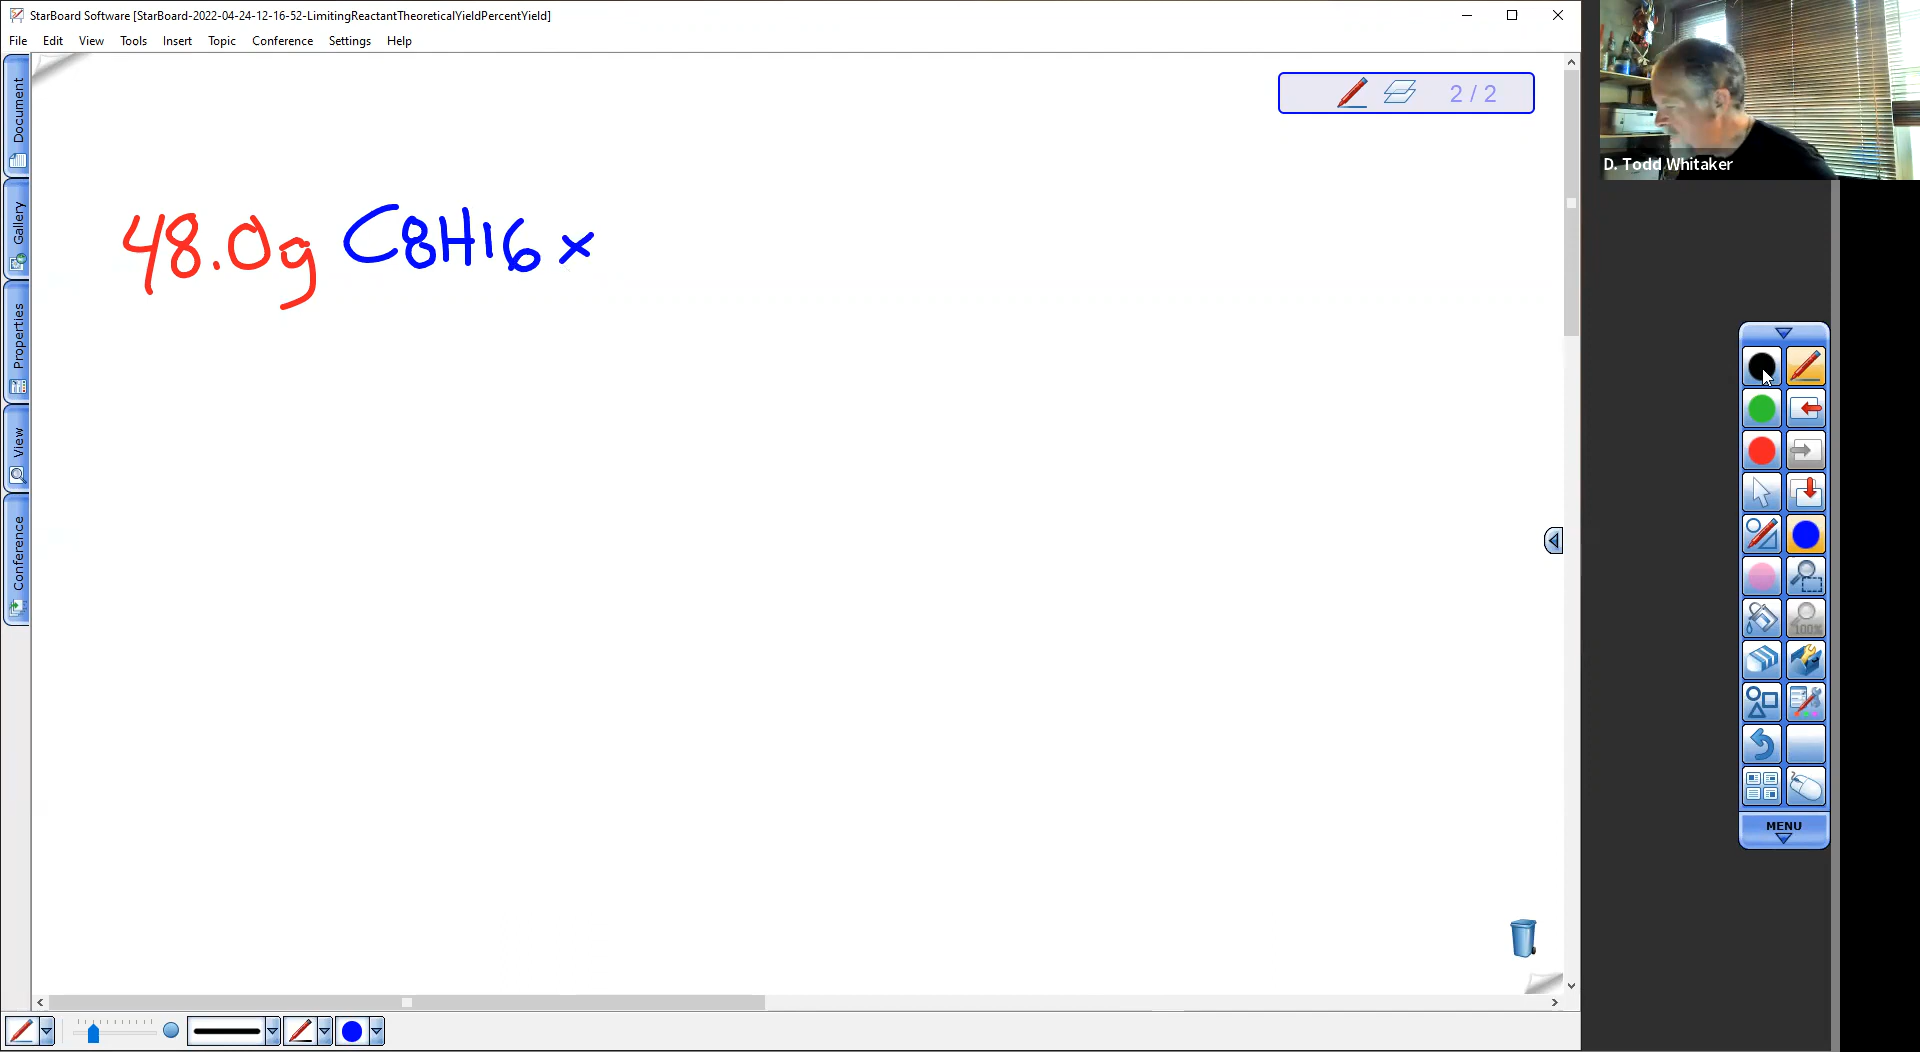 StarBoard Software [StarBoard-2022-04-24-12-16-52-LimitingReactantTheoreticalYieldPercentYield]
File Edit View Tools Insert Topic Conference Settings Help
Document
Gallery
Properties
View
Conference
2 / 2
D. Todd Whitaker
48.0g C8H16 x
100%
MENU